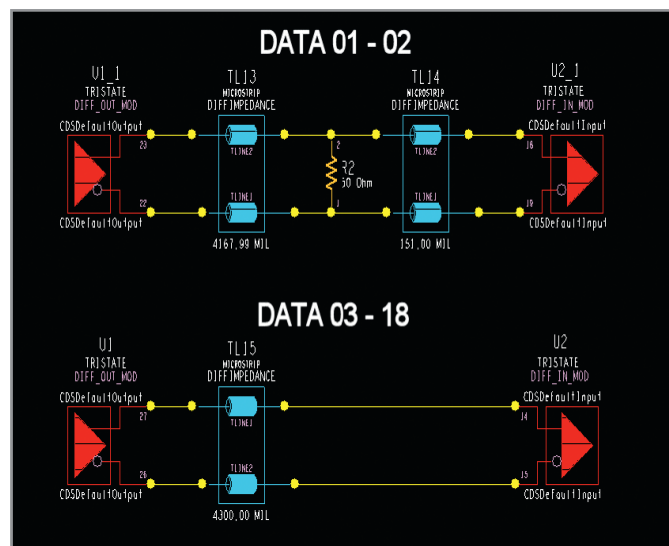 DATA 01 - 02
U1_1
TRISTATE
DIFF_OUT_MOD
CDSDefaultOutput
TL13
MICROSTRIP
DIFFIMPEDANCE
TL14
MICROSTRIP
DIFFIMPEDANCE
U2_1
TRISTATE
DIFF_IN_MOD
CDSDefaultInput
23
TLINE2
2
TLINE2
J6
R2
50 Ohm
22
TLINE1
1
TLINE1
CDSDefaultOutput
4167,99 MIL
151,00 MIL
CDSDefaultInput
DATA 03 - 18
U1
TRISTATE
DIFF_OUT_MOD
CDSDefaultOutput
TL15
MICROSTRIP
DIFFIMPEDANCE
U2
TRISTATE
DIFF_IN_MOD
CDSDefaultInput
27
TLINE1
J4
26
TLINE2
J5
CDSDefaultOutput
4300,00 MIL
CDSDefaultInput